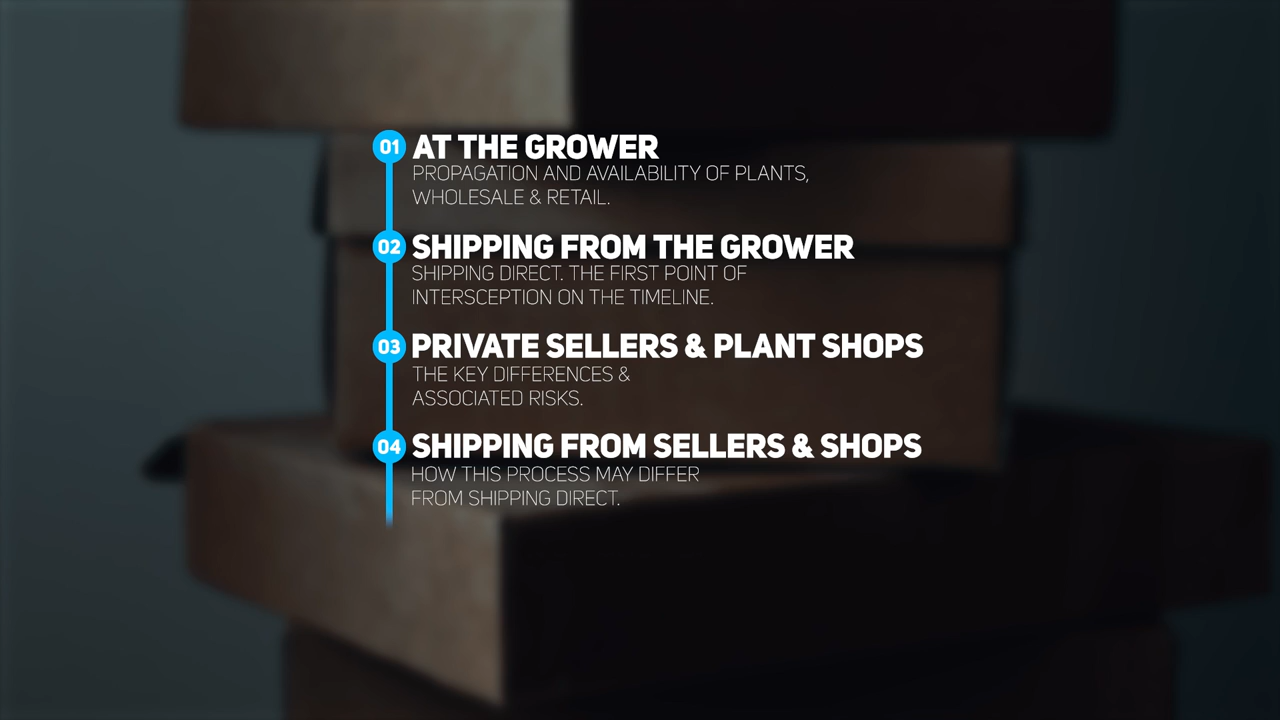 01 AT THE GROWER
PROPAGATION AND AVAILABILITY OF PLANTS,
WHOLESALE & RETAIL.
02 SHIPPING FROM THE GROWER
SHIPPING DIRECT. THE FIRST POINT OF
INTERSCEPTION ON THE TIMELINE.
03 PRIVATE SELLERS & PLANT SHOPS
THE KEY DIFFERENCES &
ASSOCIATED RISKS.
04 SHIPPING FROM SELLERS & SHOPS
HOW THIS PROCESS MAY DIFFER
FROM SHIPPING DIRECT.